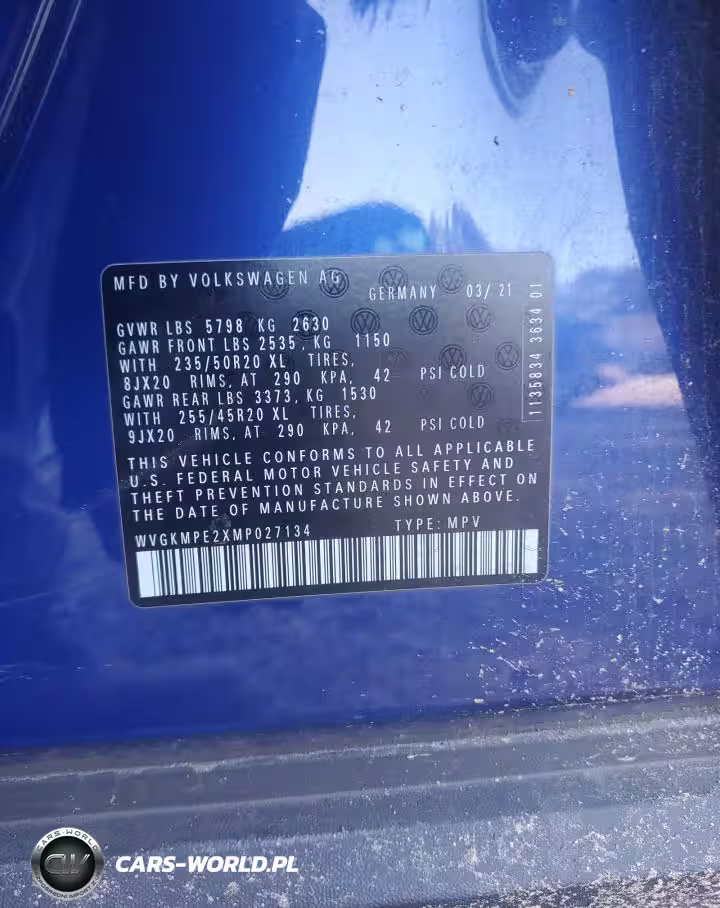 MFD BY VOLKSWAGEN AG
GERMANY 03/21
GVWR LBS 5798 KG 2630
GAWR FRONT LBS 2535, KG 1150
WITH 235/50R20 XL TIRES,
8JX20 RIMS, AT 290 KPA, 42 PSI COLD
GAWR REAR LBS 3373, KG 1530
WITH 255/45R20 XL TIRES,
9JX20 RIMS, AT 290 KPA, 42 PSI COLD
THIS VEHICLE CONFORMS TO ALL APPLICABLE
U.S. FEDERAL MOTOR VEHICLE SAFETY AND
THEFT PREVENTION STANDARDS IN EFFECT ON
THE DATE OF MANUFACTURE SHOWN ABOVE.
WVGKMPE2XMP027134 TYPE: MPV
1135834 3634 01
CARS-WORLD
CW
CARS-WORLD.PL